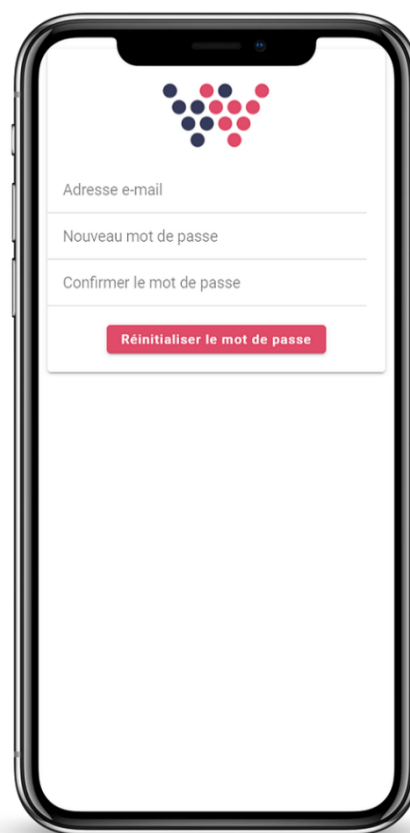 Adresse e-mail
Nouveau mot de passe
Confirmer le mot de passe
Réinitialiser le mot de passe